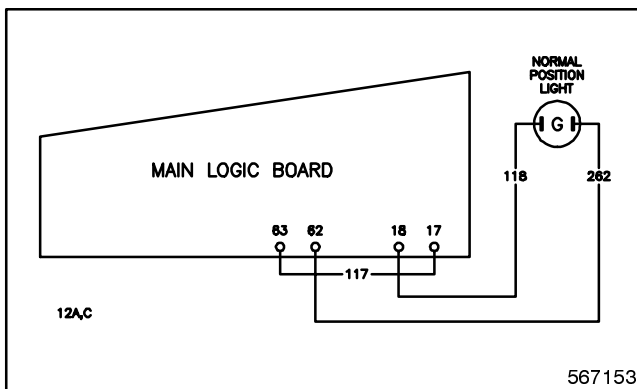 NORMAL
POSITION
LIGHT
G
MAIN LOGIC BOARD
118
262
63
62
18
17
117
12A,C
567153